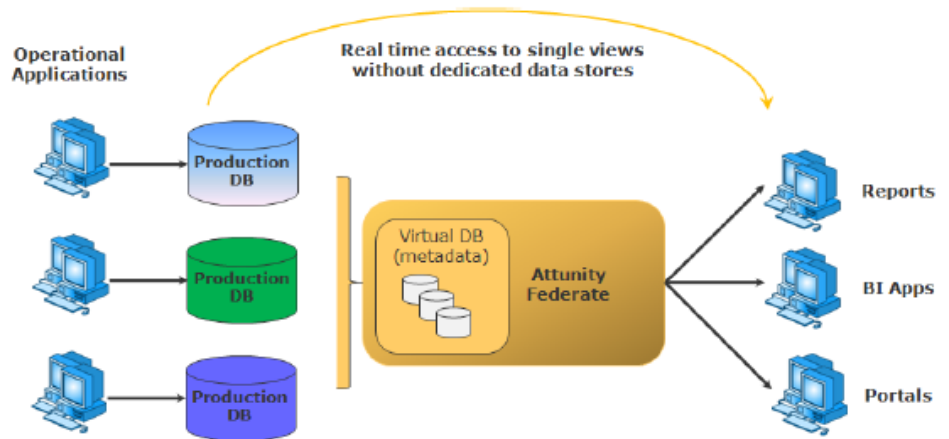 Operational
Applications
Real time access to single views
without dedicated data stores
Production
DB
Production
DB
Production
DB
Virtual DB
(metadata)
Attunity
Federate
Reports
BI Apps
Portals